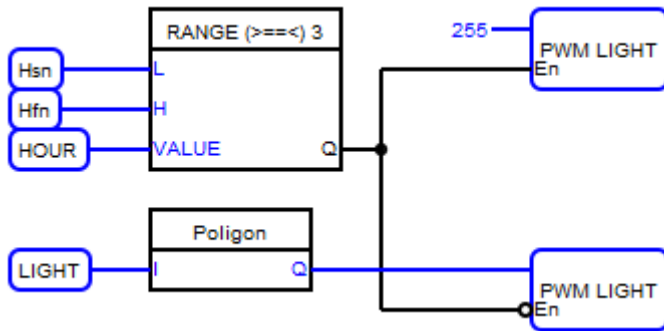 RANGE (>==<) 3
Hsn
L
Hfn
H
HOUR
VALUE
Q
255
PWM LIGHT
En
Poligon
LIGHT
I
Q
PWM LIGHT
En